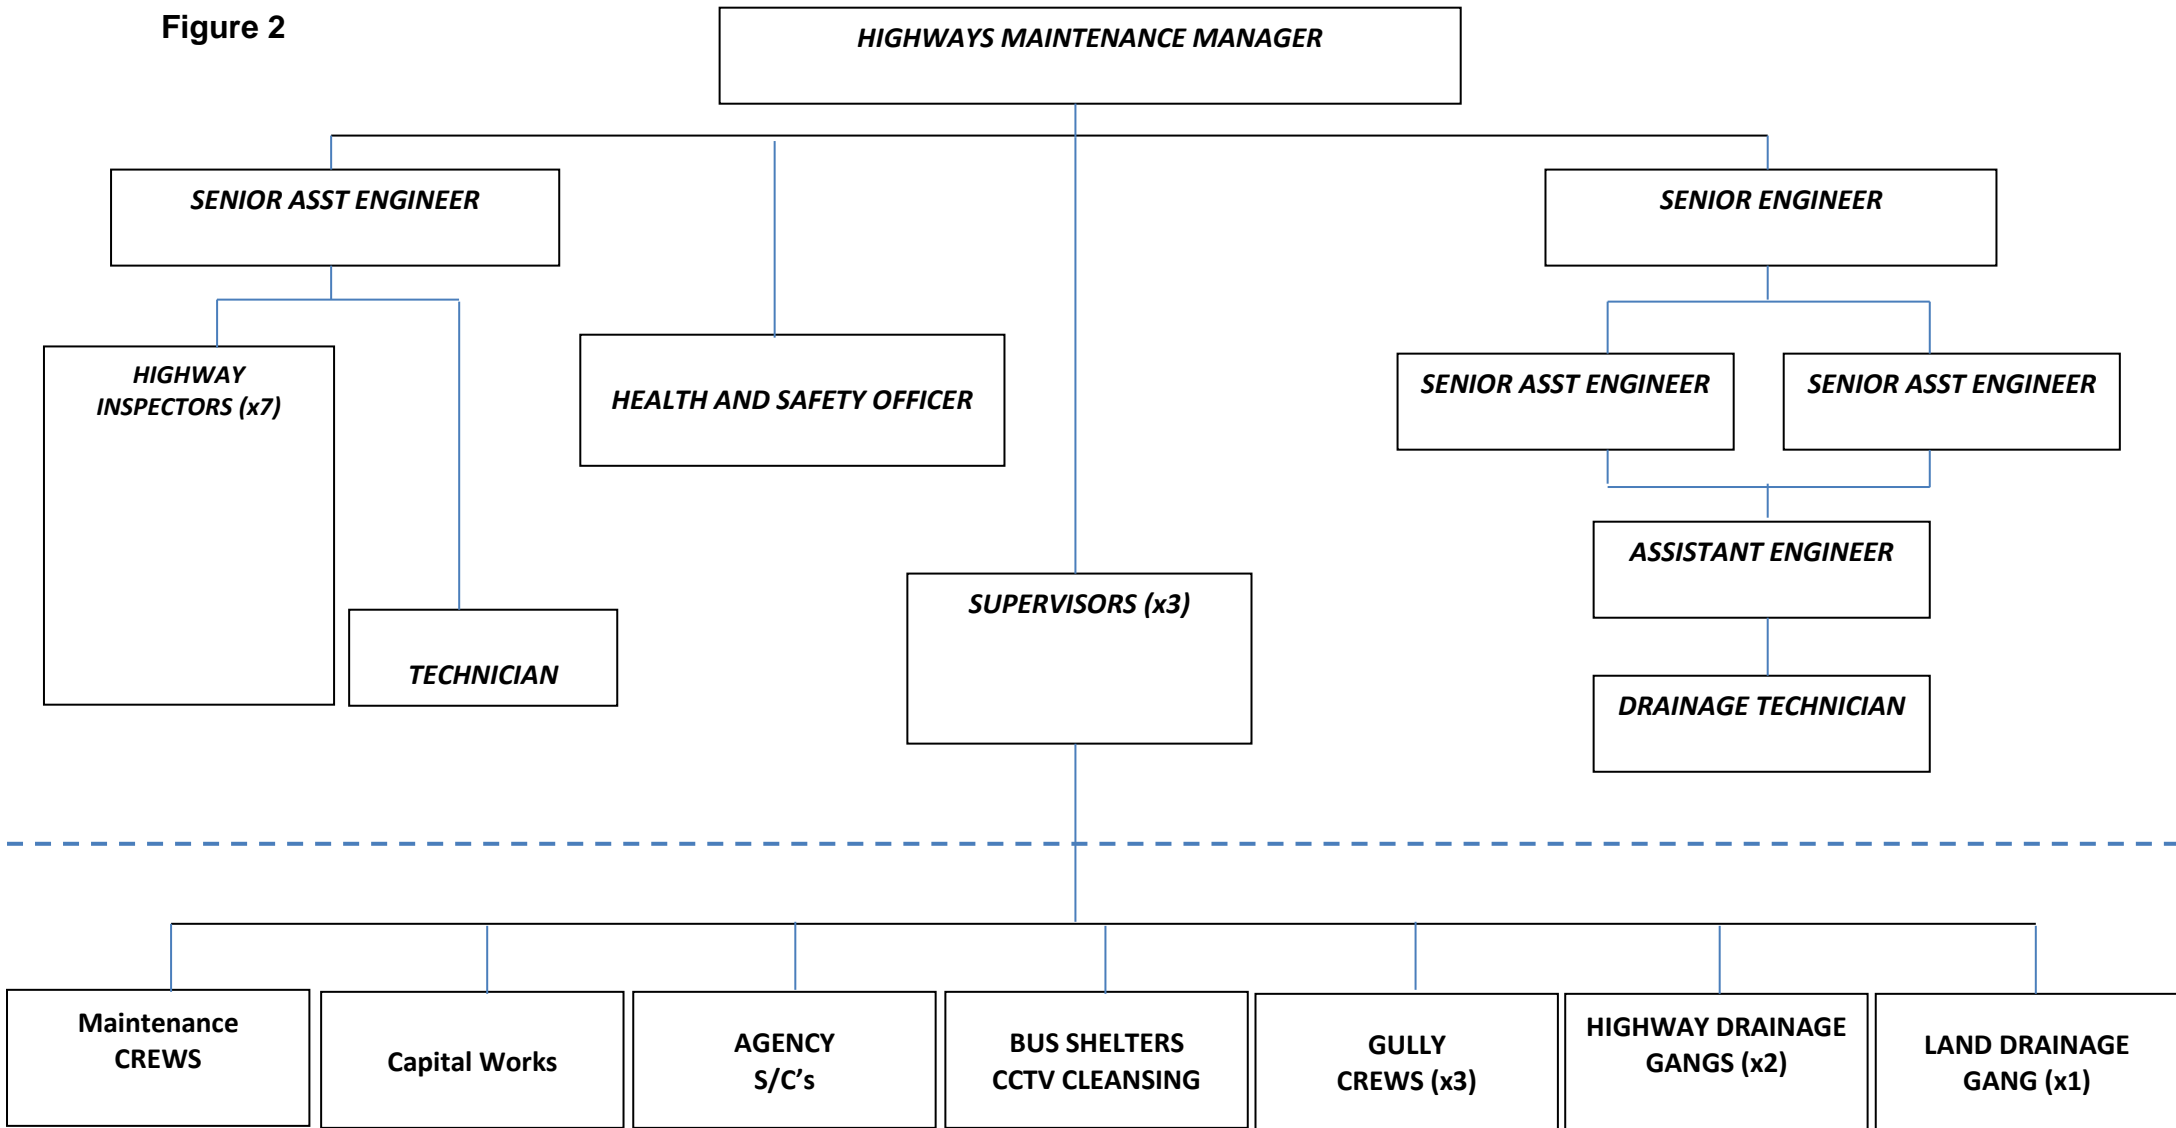 Figure 2
HIGHWAYS MAINTENANCE MANAGER
SENIOR ASST ENGINEER
SENIOR ENGINEER
HIGHWAY
INSPECTORS (x7)
HEALTH AND SAFETY OFFICER
SENIOR ASST ENGINEER
SENIOR ASST ENGINEER
ASSISTANT ENGINEER
SUPERVISORS (x3)
TECHNICIAN
DRAINAGE TECHNICIAN
Maintenance
CREWS
Capital Works
AGENCY
S/C’s
BUS SHELTERS
CCTV CLEANSING
GULLY
CREWS (x3)
HIGHWAY DRAINAGE
GANGS (x2)
LAND DRAINAGE
GANG (x1)